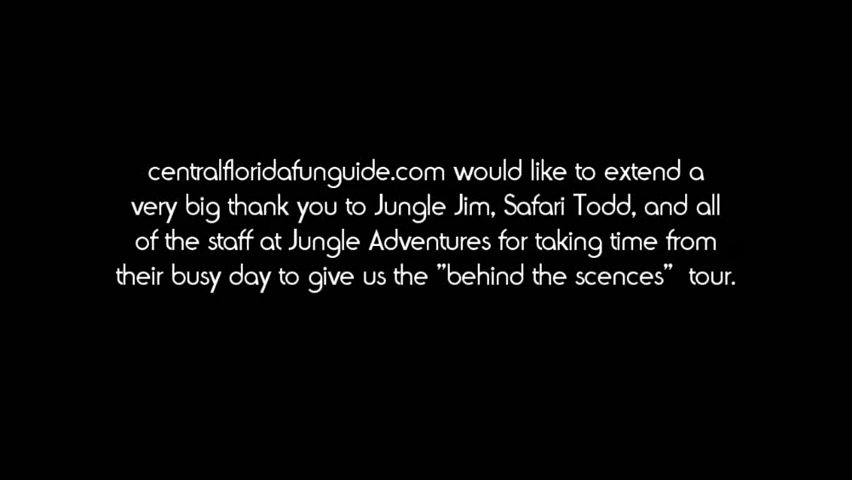 centralfloridafunguide.com would like to extend a
very big thank you to Jungle Jim, Safari Todd, and all
of the staff at Jungle Adventures for taking time from
their busy day to give us the "behind the scences"  tour.